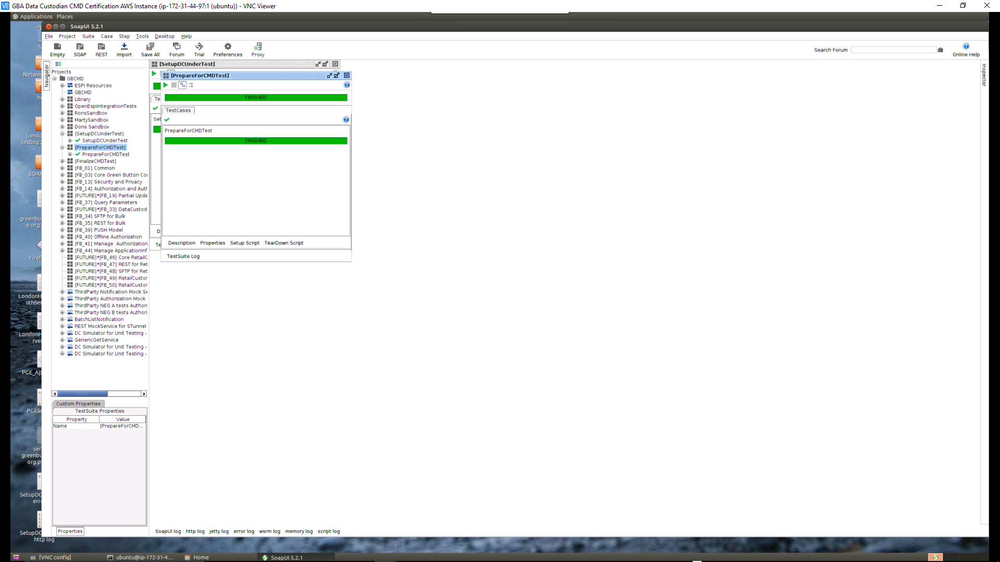 GBA Data Custodian CMD Certification AWS Instance (ip-172-31-44-97:1 (ubuntu)) - VNC Viewer
Applications Places
SoapUI 5.2.1
File Project Suite Case Step Tools Desktop Help
Empty SOAP REST Import Save All Forum Trial Preferences Proxy
Search Forum
Online Help
Navigator
Inspector
Projects
GBCMD
ESPI Resources
GBCMD
Library
OpenEspiIntegrationTests
RonsSandbox
MartySandbox
Dons Sandbox
[SetupDCUnderTest]
SetupDCUnderTest
[PrepareForCMDTest]
PrepareForCMDTest
[FinalizeCMDTest]
[FB_01] Common
[FB_03] Core Green Button Co
[FB_13] Security and Privacy
[FB_14] Authorization and Auth
[FUTURE]*[FB_19] Partial Upda
[FB_37] Query Parameters
[FUTURE]*[FB_33] DataCustod
[FB_34] SFTP for Bulk
[FB_35] REST for Bulk
[FB_39] PUSH Model
[FB_40] Offline Authorization
[FB_41] Manage Authorization
[FB_44] Manage ApplicationInf
[FUTURE]*[FB_46] Core RetailC
[FUTURE]*[FB_47] REST for Ret
[FUTURE]*[FB_48] SFTP for Ret
[FUTURE]*[FB_49] RetailCustor
[FUTURE]*[FB_50] RetailCustor
ThirdParty Notification Mock Se
ThirdParty Authorization Mock
ThirdParty NEG A tests Authori
ThirdParty NEG B tests Authori
BatchListNotification
REST MockService for STunnel
DC Simulator for Unit Testing -
GenericGetService
DC Simulator for Unit Testing -
DC Simulator for Unit Testing -
[SetupDCUnderTest]
Te
Set
D
Te
[PrepareForCMDTest]
FINISHED
TestCases
PrepareForCMDTest
FINISHED
Description Properties Setup Script TearDown Script
TestSuite Log
Custom Properties
TestSuite Properties
Property Value
Name [PrepareForCMD...
Properties
SoapUI log http log jetty log error log wsrm log memory log script log
Networ
Londo
Testing
SOA
greenbu
e.org.
Firef
LondonH
uthSer
LondonH
rve
PGE_Ap
PGES
ser
greenbu
org.p
SetupDC
err
SetupDC
http log
[VNC config] ubuntu@ip-172-31-4... Home SoapUI 5.2.1